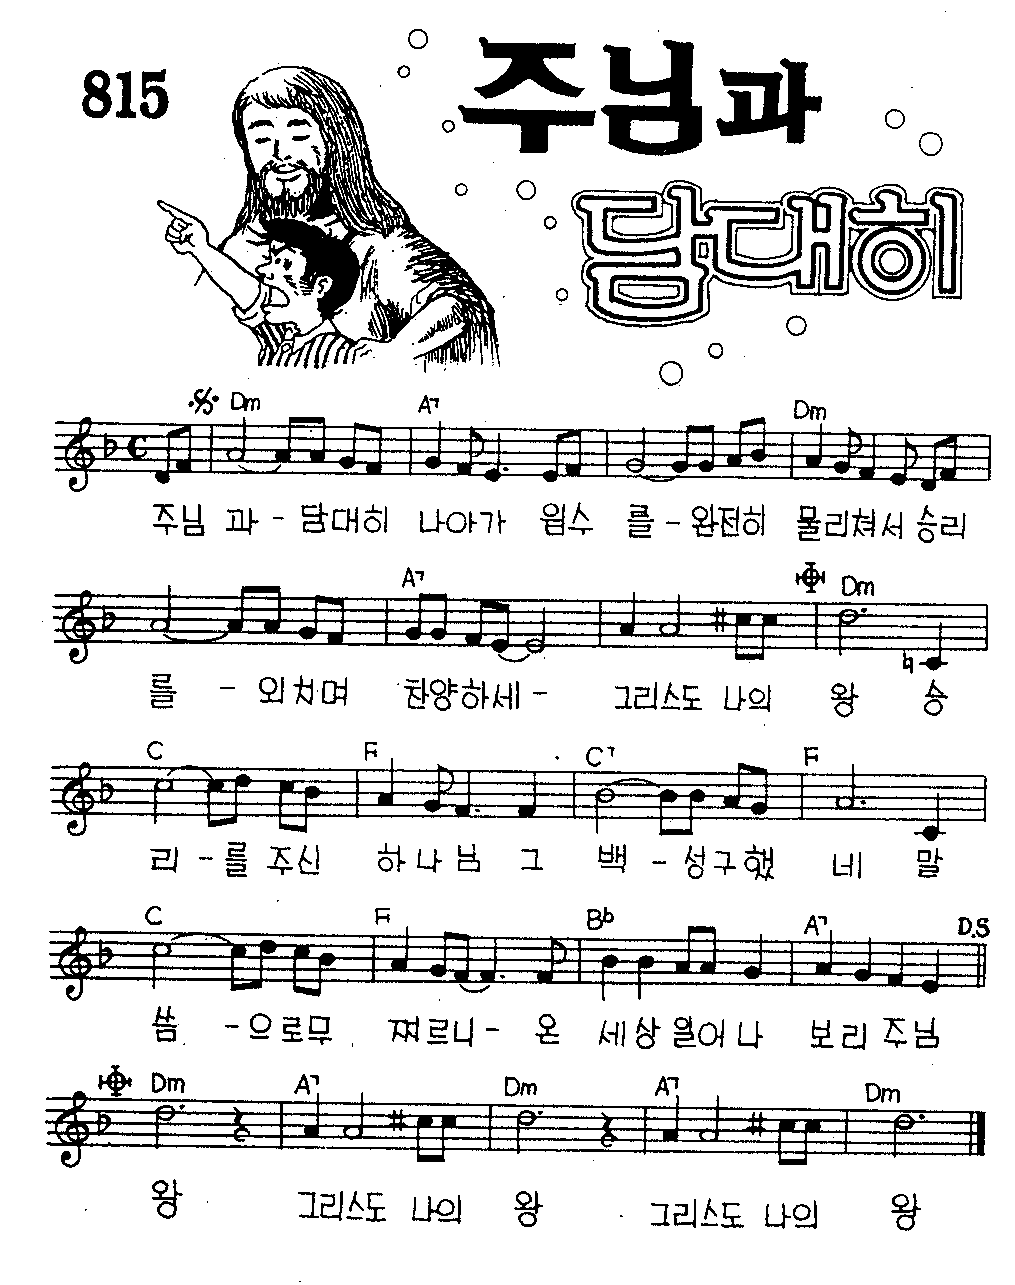 815
주님과
담대히
Dm A7 Dm
주님 과 - 담대히 나아가 원수 를 - 완전히 물리쳐서 승리
A7 Dm
를 - 외치며 찬양하세 - 그리스도 나의 왕 승
C F C7 F
리 - 를 주신 하나님 그 백 - 성구했 네 말
C F Bb A7 D.S
씀 - 으로무 찌르니 - 온 세상 일어나 보리 주님
Dm A7 Dm A7 Dm
왕 그리스도 나의 왕 그리스도 나의 왕